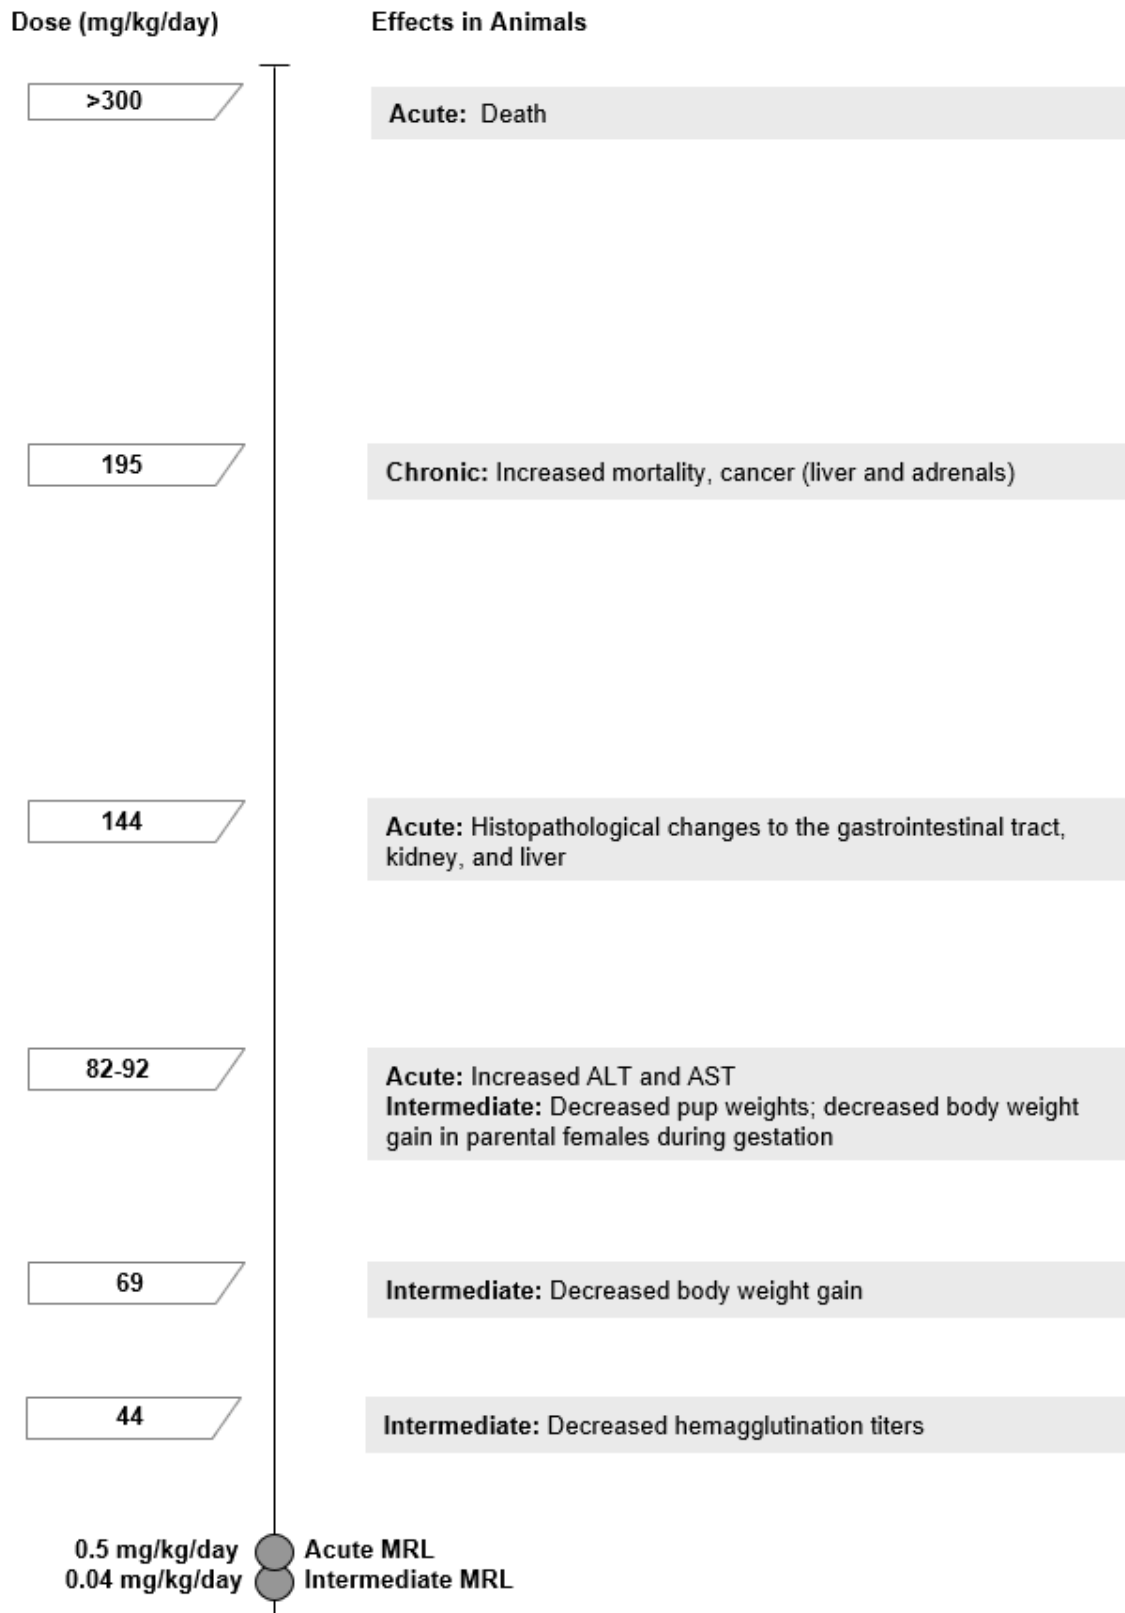 Dose (mg/kg/day) Effects in Animals
>300
Acute: Death
195
Chronic: Increased mortality, cancer (liver and adrenals)
144
Acute: Histopathological changes to the gastrointestinal tract,
kidney, and liver
82-92
Acute: Increased ALT and AST
Intermediate: Decreased pup weights; decreased body weight
gain in parental females during gestation
69
Intermediate: Decreased body weight gain
44
Intermediate: Decreased hemagglutination titers
0.5 mg/kg/day Acute MRL
0.04 mg/kg/day Intermediate MRL